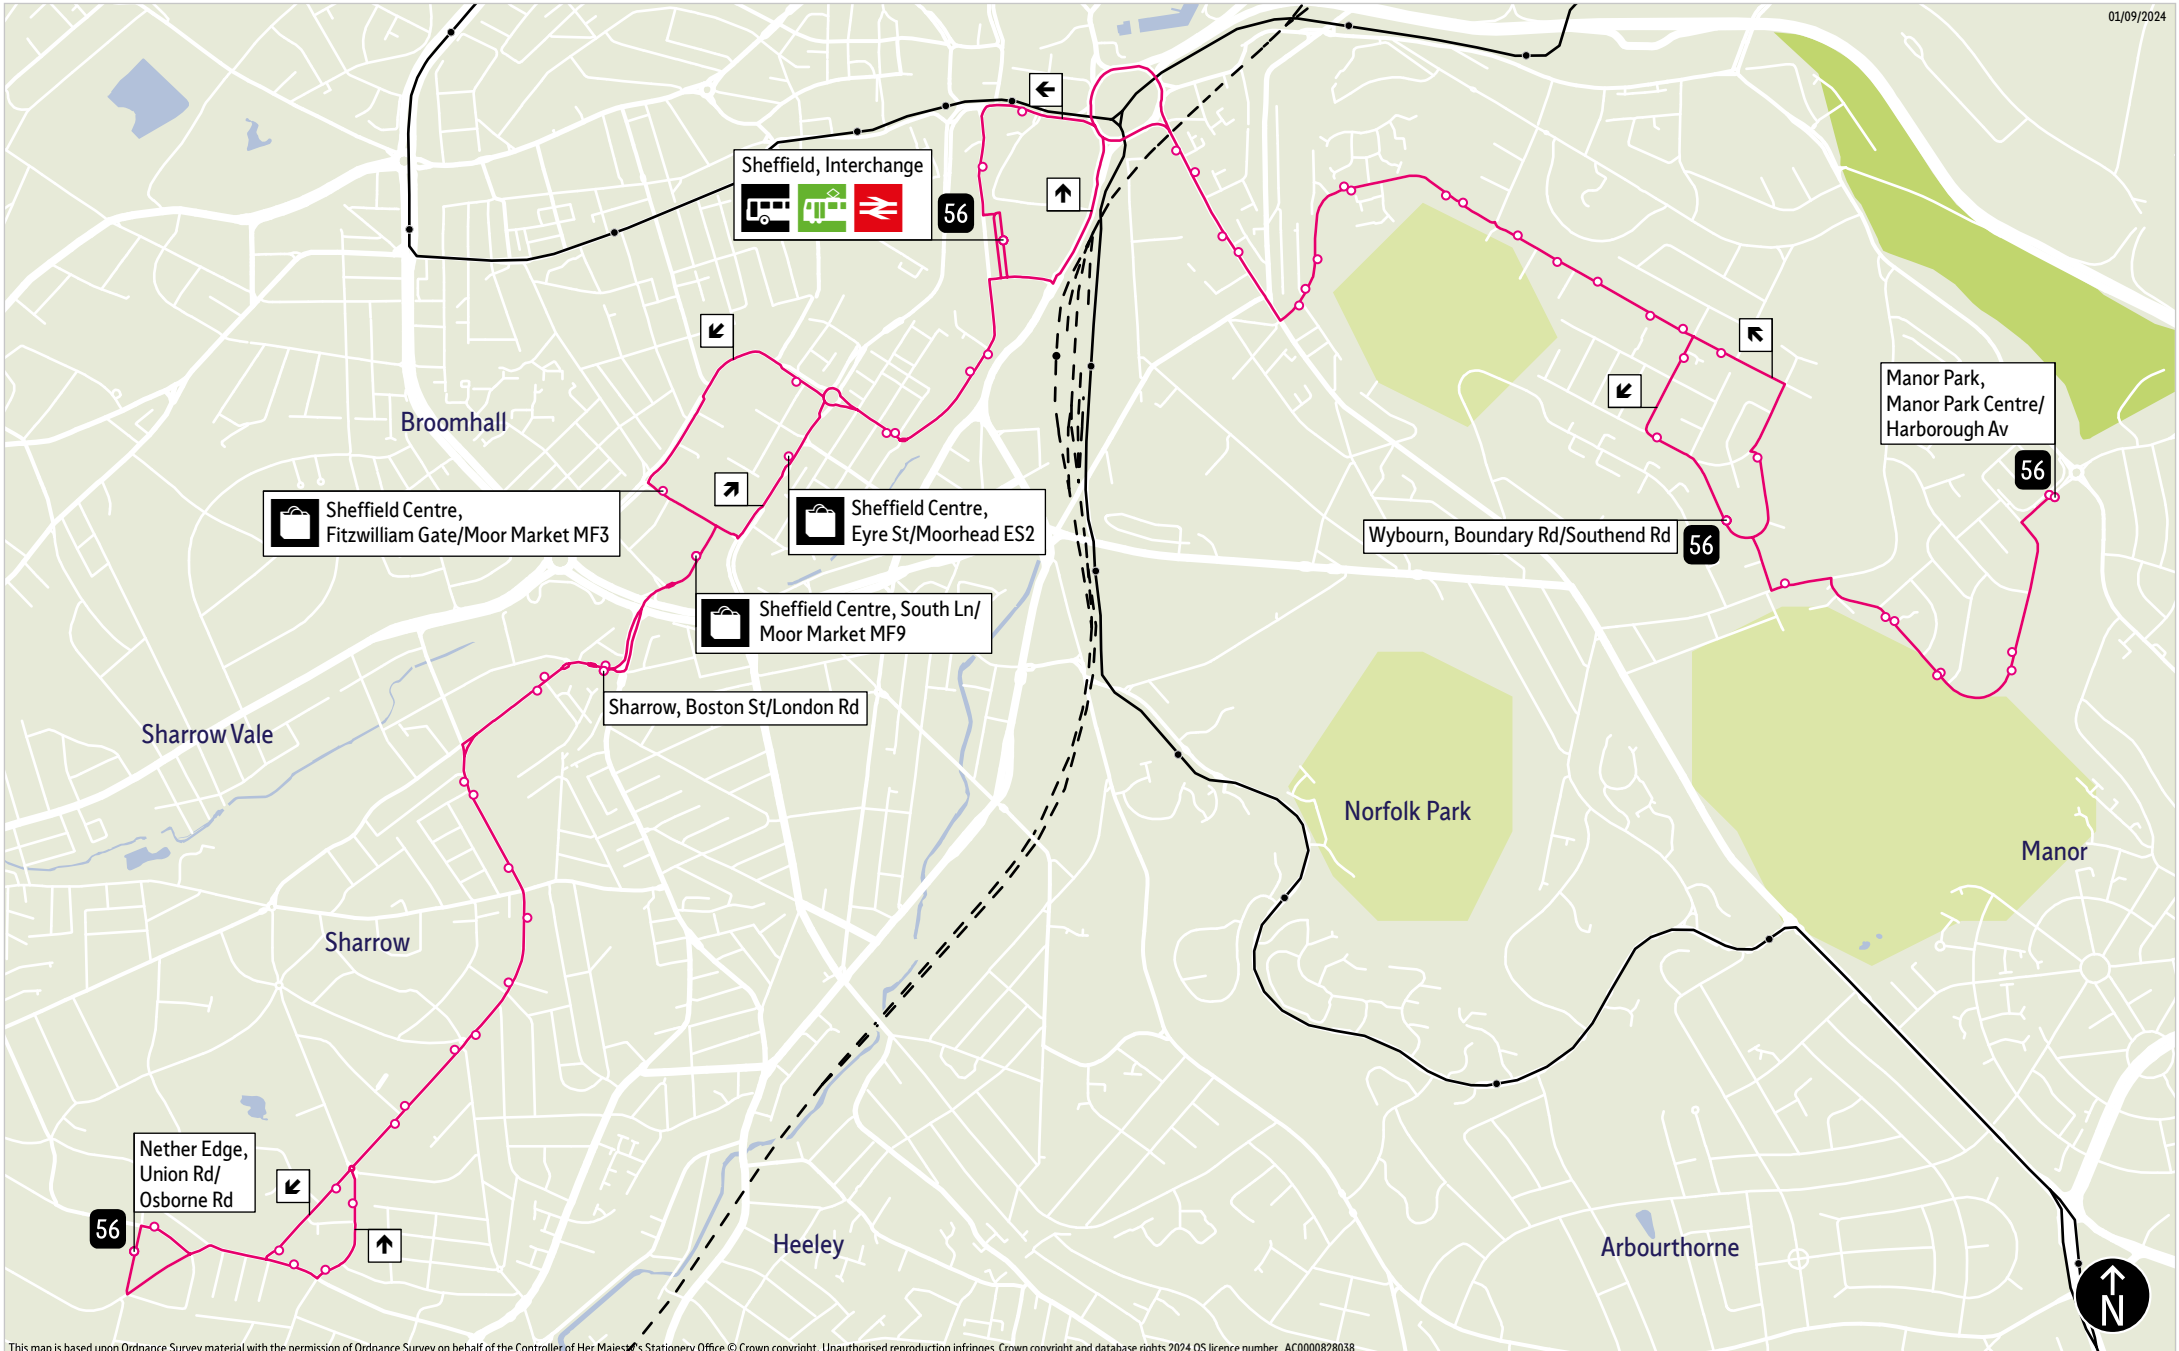 01/09/2024
Sheffield, Interchange
56
Broomhall
Manor Park,
Manor Park Centre/
Harborough Av
56
Sheffield Centre,
Fitzwilliam Gate/Moor Market MF3
Sheffield Centre,
Eyre St/Moorhead ES2
Wybourn, Boundary Rd/Southend Rd
56
Sheffield Centre, South Ln/
Moor Market MF9
Sharrow, Boston St/London Rd
Sharrow Vale
Norfolk Park
Manor
Sharrow
Nether Edge,
Union Rd/
Osborne Rd
56
Heeley
Arbourthorne
N
This map is based upon Ordnance Survey material with the permission of Ordnance Survey on behalf of the Controller of Her Majesty's Stationery Office © Crown copyright. Unauthorised reproduction infringes Crown copyright and database rights 2024 OS licence number AC0000828038